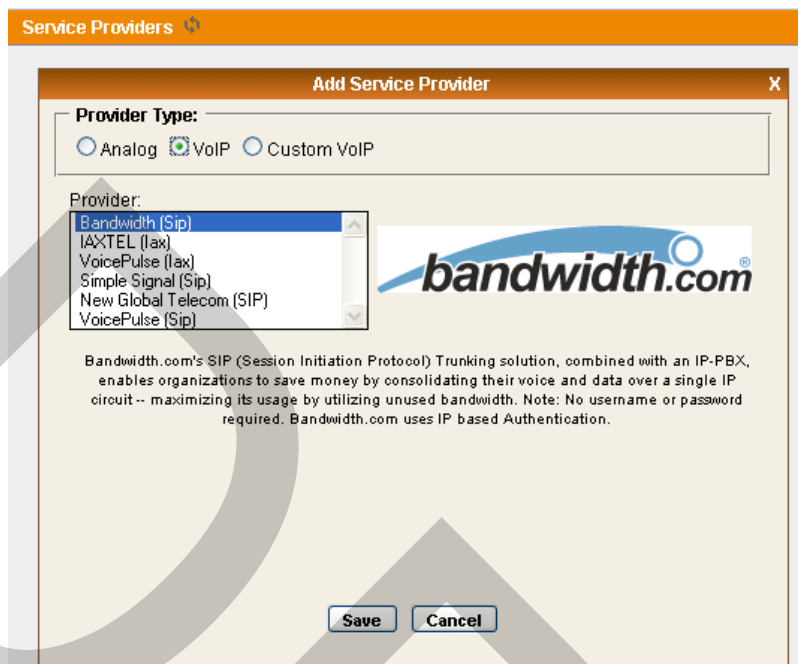 Service Providers
Add Service Provider X
Provider Type:
Analog VoIP Custom VoIP
Provider:
Bandwidth (Sip)
IAXTEL (Iax)
VoicePulse (Iax)
Simple Signal (Sip)
New Global Telecom (SIP)
VoicePulse (Sip)
bandwidth.com®
Bandwidth.com's SIP (Session Initiation Protocol) Trunking solution, combined with an IP-PBX,
enables organizations to save money by consolidating their voice and data over a single IP
circuit -- maximizing its usage by utilizing unused bandwidth. Note: No username or password
required. Bandwidth.com uses IP based Authentication.
Save Cancel